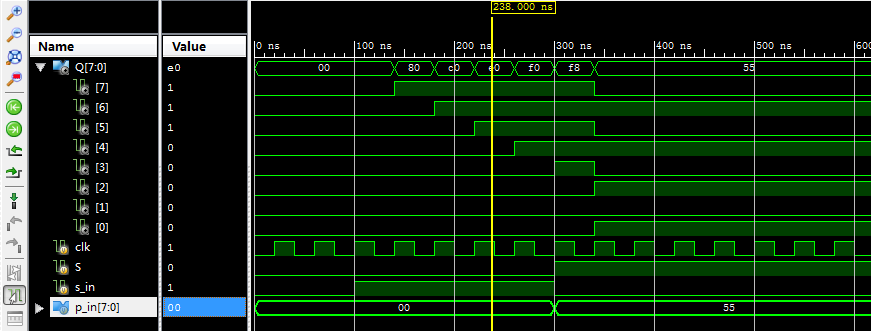 238.000 ns
Name Value 0 ns 100 ns 200 ns 300 ns 400 ns 500 ns 600
Q[7:0] e0 00 80 c0 e0 f0 f8 55
[7] 1
[6] 1
[5] 1
[4] 0
[3] 0
[2] 0
[1] 0
[0] 0
clk 1
S 0
s_in 1
p_in[7:0] 00 00 55